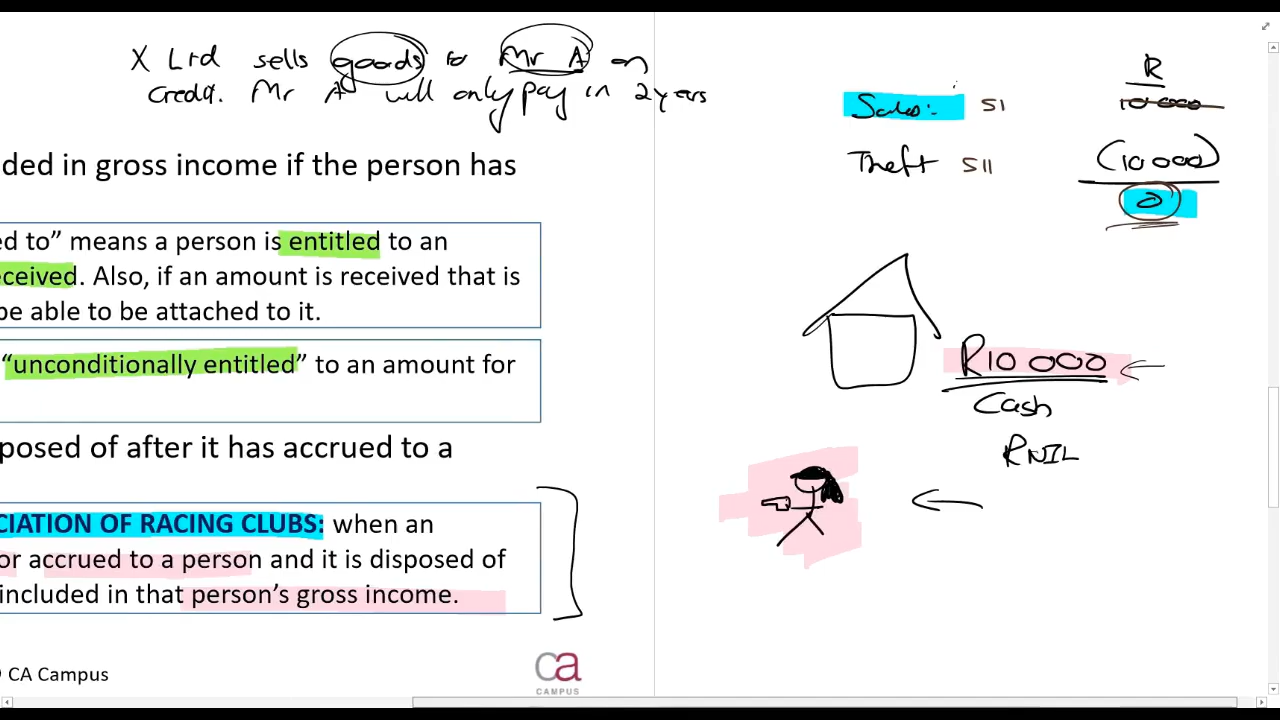 X Ltd sells goods to Mr A on
Credit. Mr A will only pay in 2 years
ded in gross income if the person has
ed to” means a person is entitled to an
eceived. Also, if an amount is received that is
be able to be attached to it.
“unconditionally entitled” to an amount for
posed of after it has accrued to a
CIATION OF RACING CLUBS: when an
or accrued to a person and it is disposed of
included in that person’s gross income.
CA Campus
ca
CAMPUS
R
Sales: S1 10 000
Theft S11 (10 000)
0
R10 000
Cash
RNIL